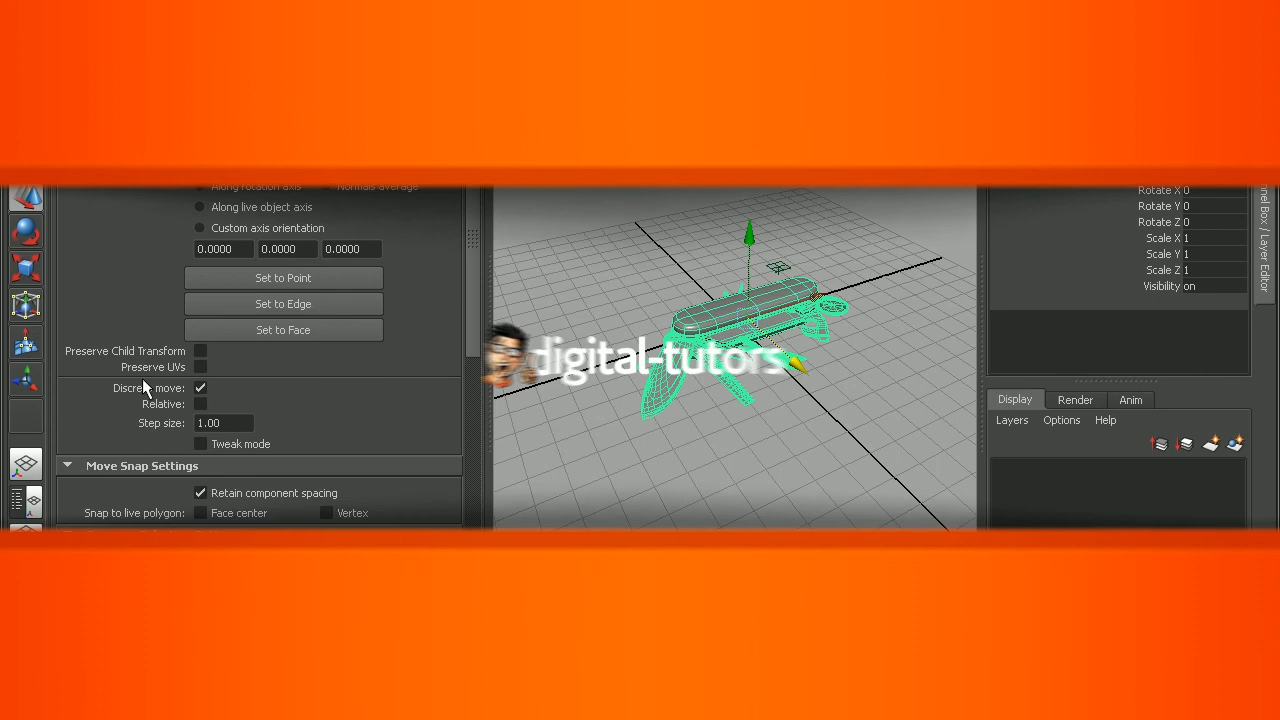 Along rotation axis Normals average
Along live object axis
Custom axis orientation
0.0000 0.0000 0.0000
Set to Point
Set to Edge
Set to Face
Preserve Child Transform
Preserve UVs
Discrete move:
Relative:
Step size: 1.00
Tweak mode
Move Snap Settings
Retain component spacing
Snap to live polygon: Face center Vertex
digital-tutors
Rotate X 0
Rotate Y 0
Rotate Z 0
Scale X 1
Scale Y 1
Scale Z 1
Visibility on
Box / Layer Editor
Display Render Anim
Layers Options Help